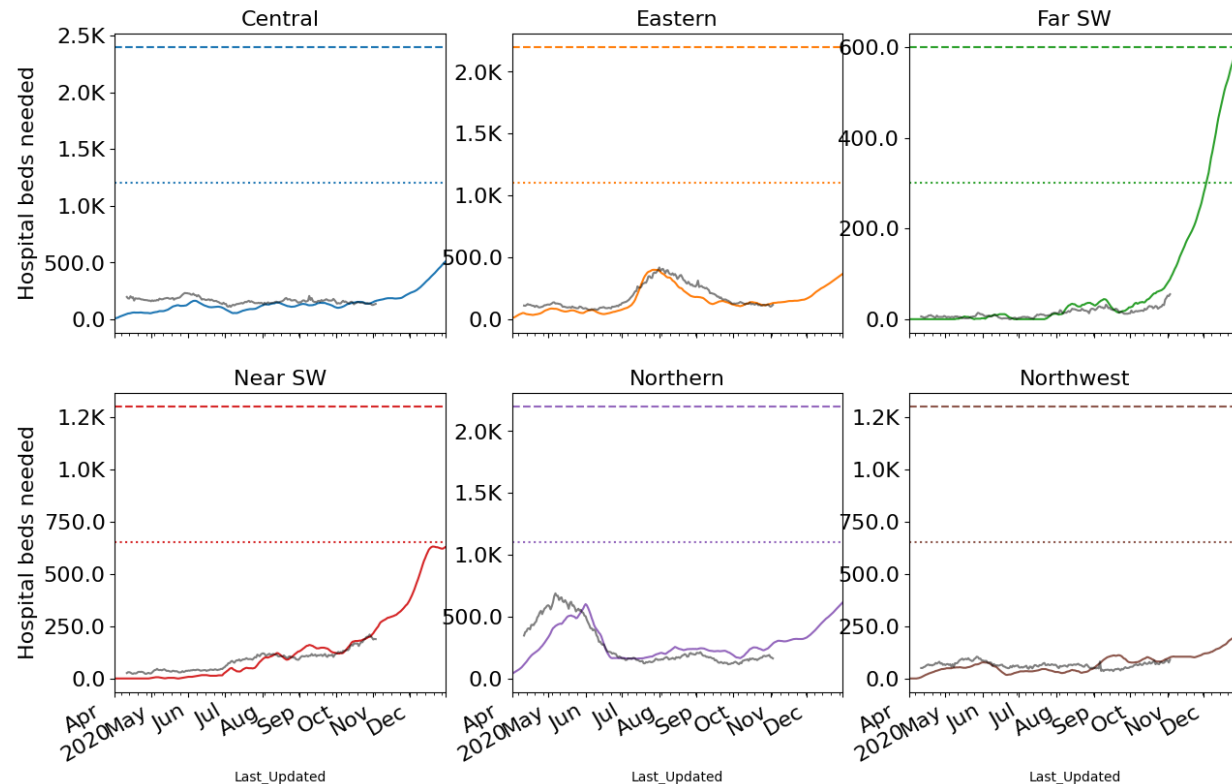 Central
Eastern
Far SW
Hospital beds needed
2.5K
2.0K
1.5K
1.0K
500.0
0.0
2.0K
1.5K
1.0K
500.0
0.0
600.0
400.0
200.0
0.0
Near SW
Northern
Northwest
Hospital beds needed
1.2K
1.0K
750.0
500.0
250.0
0.0
2.0K
1.5K
1.0K
500.0
0.0
1.2K
1.0K
750.0
500.0
250.0
0.0
Apr
2020
May
Jun
Jul
Aug
Sep
Oct
Nov
Dec
Apr
2020
May
Jun
Jul
Aug
Sep
Oct
Nov
Dec
Apr
2020
May
Jun
Jul
Aug
Sep
Oct
Nov
Dec
Last_Updated
Last_Updated
Last_Updated